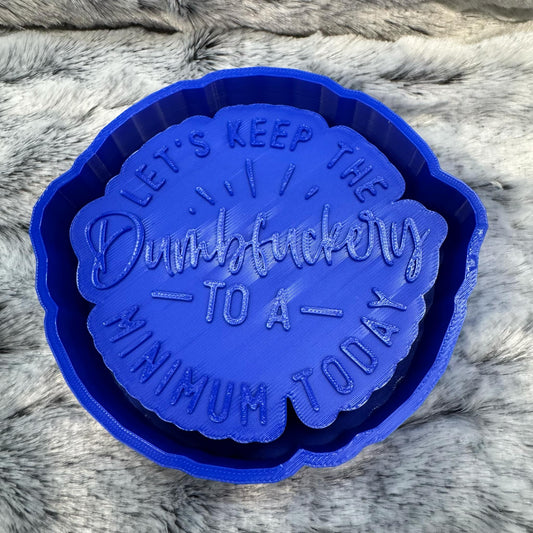 LET'S KEEP THE
Dumbfuckery
TO A
MINIMUM TODAY